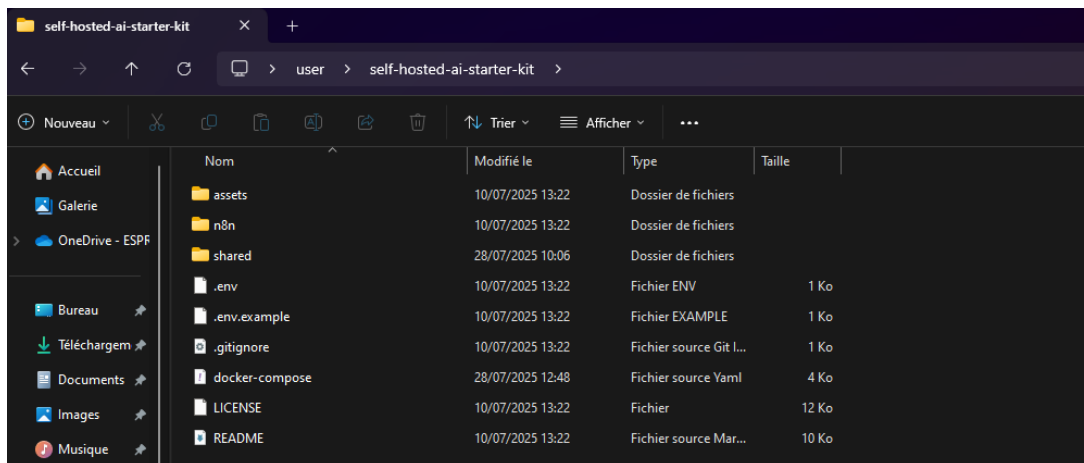 self-hosted-ai-starter-kit
user > self-hosted-ai-starter-kit >
Nouveau Trier Afficher ...
Nom Modifié le Type Taille
Accueil
Galerie
OneDrive - ESPR
Bureau
Téléchargem
Documents
Images
Musique
assets 10/07/2025 13:22 Dossier de fichiers
n8n 10/07/2025 13:22 Dossier de fichiers
shared 28/07/2025 10:06 Dossier de fichiers
.env 10/07/2025 13:22 Fichier ENV 1 Ko
.env.example 10/07/2025 13:22 Fichier EXAMPLE 1 Ko
.gitignore 10/07/2025 13:22 Fichier source Git I... 1 Ko
docker-compose 28/07/2025 12:48 Fichier source Yaml 4 Ko
LICENSE 10/07/2025 13:22 Fichier 12 Ko
README 10/07/2025 13:22 Fichier source Mar... 10 Ko